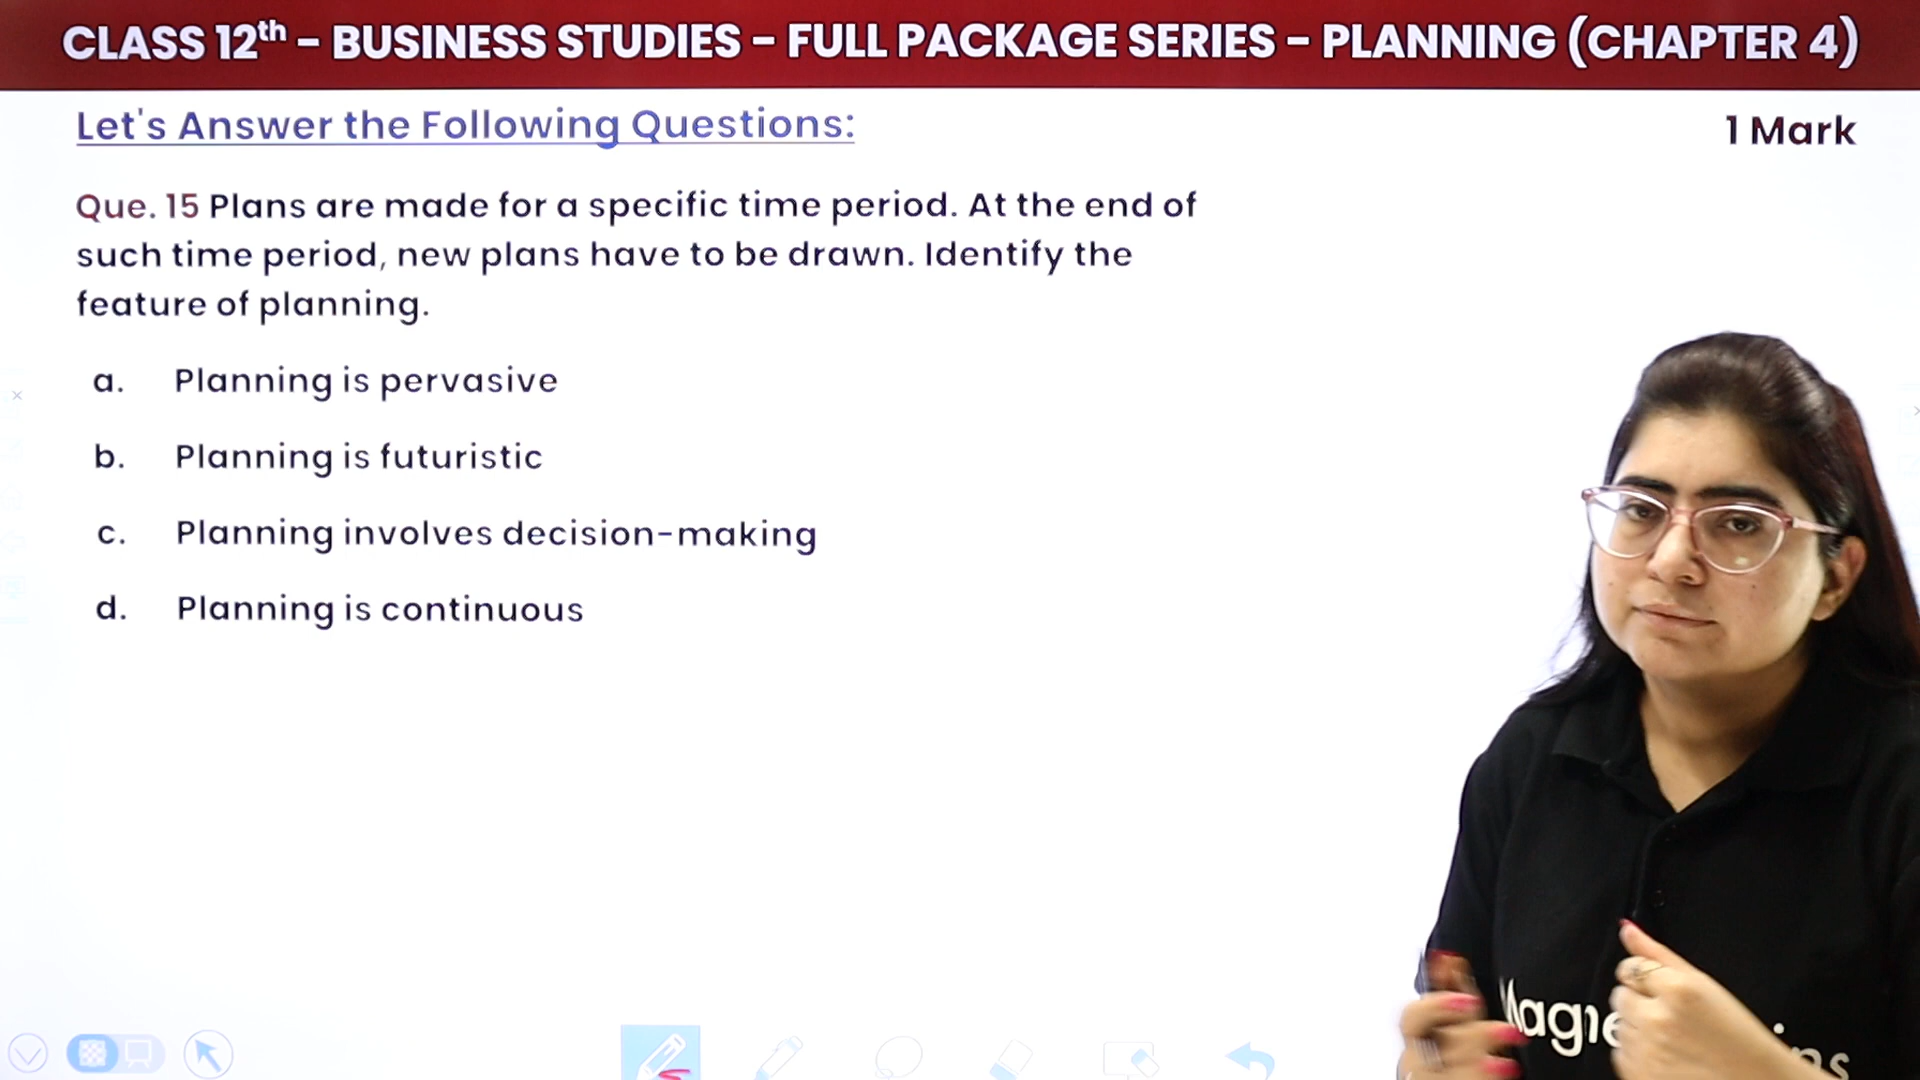 CLASS 12th – BUSINESS STUDIES – FULL PACKAGE SERIES – PLANNING (CHAPTER 4)
Let's Answer the Following Questions:
1 Mark
Que. 15 Plans are made for a specific time period. At the end of
such time period, new plans have to be drawn. Identify the
feature of planning.
a. Planning is pervasive
b. Planning is futuristic
c. Planning involves decision-making
d. Planning is continuous